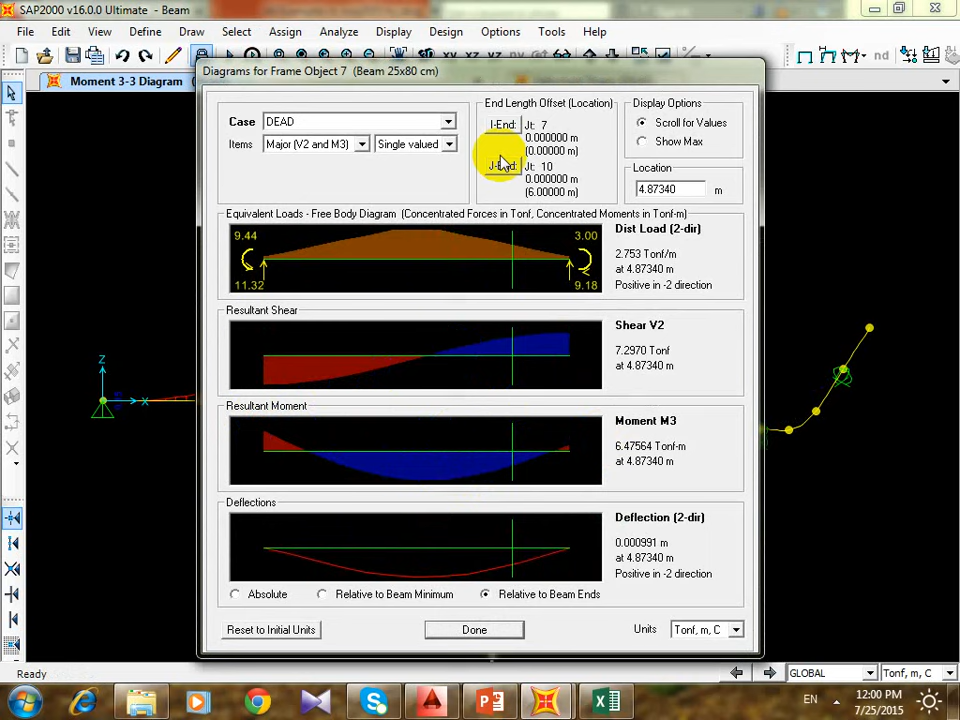 SAP2000 v16.0.0 Ultimate - Beam
File Edit View Define Draw Select Assign Analyze Display Design Options Tools Help
Moment 3-3 Diagram
Diagrams for Frame Object 7 (Beam 25x80 cm)
Case DEAD
Items Major (V2 and M3) Single valued
End Length Offset (Location)
I-End: Jt: 7
0.000000 m
(0.00000 m)
J-End: Jt: 10
0.000000 m
(6.00000 m)
Display Options
Scroll for Values
Show Max
Location
4.87340 m
Equivalent Loads - Free Body Diagram (Concentrated Forces in Tonf, Concentrated Moments in Tonf-m)
9.44 3.00
11.32 9.18
Dist Load (2-dir)
2.753 Tonf/m
at 4.87340 m
Positive in -2 direction
Resultant Shear
Shear V2
7.2970 Tonf
at 4.87340 m
Resultant Moment
Moment M3
6.47564 Tonf-m
at 4.87340 m
Deflections
Deflection (2-dir)
0.000991 m
at 4.87340 m
Positive in -2 direction
Absolute Relative to Beam Minimum Relative to Beam Ends
Reset to Initial Units Done Units Tonf, m, C
Z
X
Ready GLOBAL Tonf, m, C
EN 12:00 PM
7/25/2015